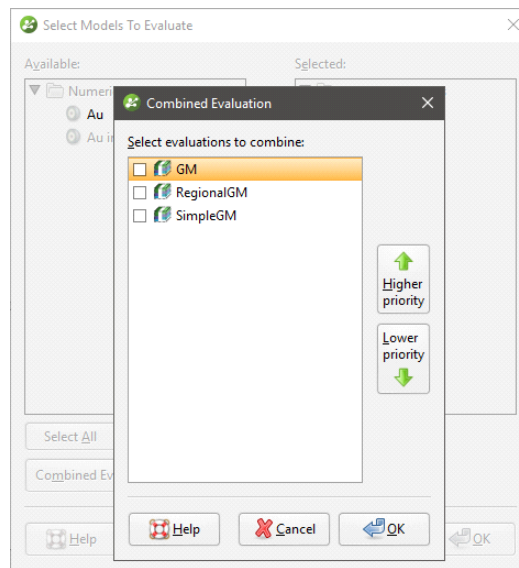 Select Models To Evaluate
Available:
Selected:
Numeri
Au
Au in
Combined Evaluation
Select evaluations to combine:
GM
RegionalGM
SimpleGM
Higher
priority
Lower
priority
Select All
Combined Ev
Help
Cancel
OK
Help
OK